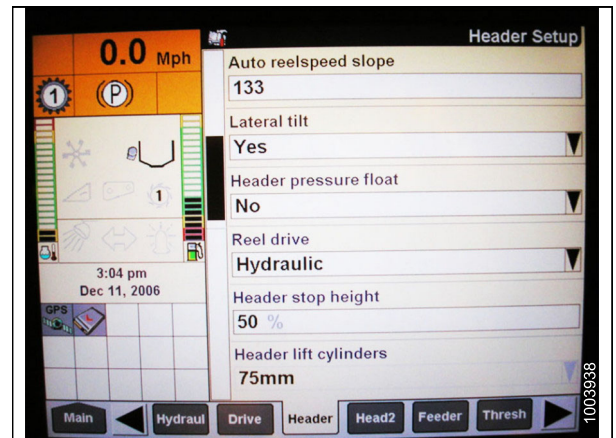 0.0 Mph
Header Setup
1
(P)
Auto reelspeed slope
133
Lateral tilt
Yes
1
Header pressure float
No
Reel drive
Hydraulic
3:04 pm
Dec 11, 2006
Header stop height
50 %
GPS
Header lift cylinders
75mm
Main
Hydraul
Drive
Header
Head2
Feeder
Thresh
1003938